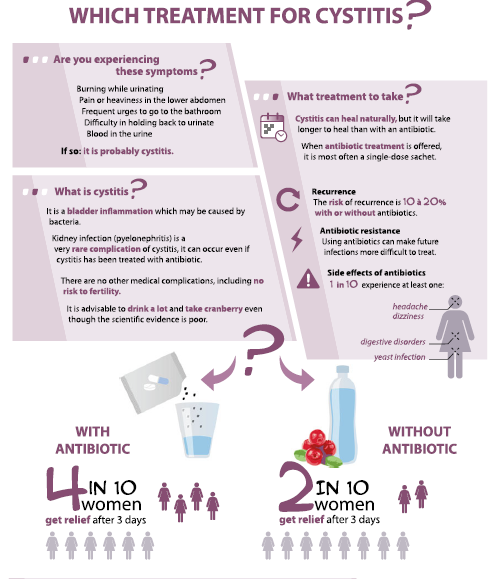 WHICH TREATMENT FOR CYSTITIS?
Are you experiencing
these symptoms?
Burning while urinating
Pain or heaviness in the lower abdomen
Frequent urges to go to the bathroom
Difficulty in holding back to urinate
Blood in the urine
If so: it is probably cystitis.
What is cystitis?
It is a bladder inflammation which may be caused by
bacteria.
Kidney infection (pyelonephritis) is a
very rare complication of cystitis, it can occur even if
cystitis has been treated with antibiotic.
There are no other medical complications, including no
risk to fertility.
It is advisable to drink a lot and take cranberry even
though the scientific evidence is poor.
What treatment to take?
Cystitis can heal naturally, but it will take
longer to heal than with an antibiotic.
When antibiotic treatment is offered,
it is most often a single-dose sachet.
Recurrence
The risk of recurrence is 10 à 20%
with or without antibiotics.
Antibiotic resistance
Using antibiotics can make future
infections more difficult to treat.
Side effects of antibiotics
1 in 10 experience at least one:
headache
dizziness
digestive disorders
yeast infection
?
WITH
ANTIBIOTIC
4 IN 10
women
get relief after 3 days
WITHOUT
ANTIBIOTIC
2 IN 10
women
get relief after 3 days